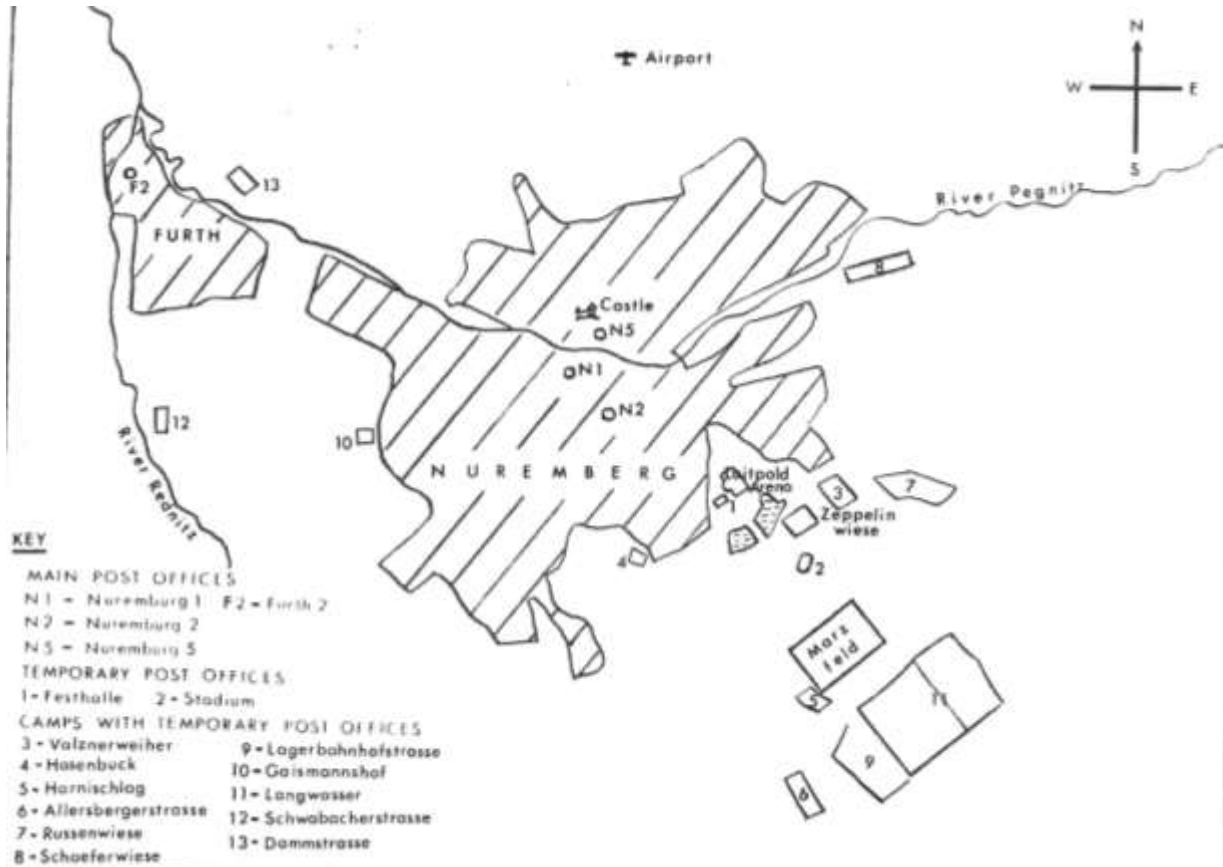 Airport
N
W E
S
13
River Pegnitz
F2
FURTH
8
Castle
N5
N1
N2
12
10
River Rednitz
NUREMBERG
Luitpold
Arena
3
7
1
Zeppelin
wiese
4
2
Marz
feld
5
11
9
6
KEY
MAIN POST OFFICES
N1 = Nuremburg 1 F2 = Furth 2
N2 = Nuremburg 2
N5 = Nuremburg 5
TEMPORARY POST OFFICES
1 = Festhalle 2 = Stadium
CAMPS WITH TEMPORARY POST OFFICES
3 = Valznerweiher
4 = Hasenbuck
5 = Harnischlag
6 = Allersbergerstrasse
7 = Russenwiese
8 = Schaeferwiese
9 = Lagerbahnhofstrasse
10 = Gaismannshof
11 = Langwasser
12 = Schwabacherstrasse
13 = Dammstrasse